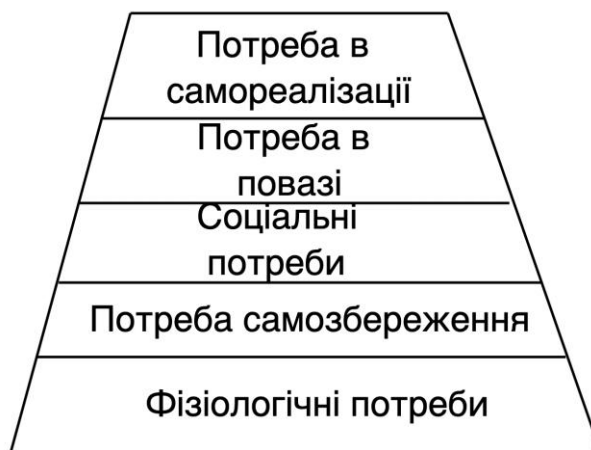 Потреба в
самореалізації
Потреба в
повазі
Соціальні
потреби
Потреба самозбереження
Фізіологічні потреби